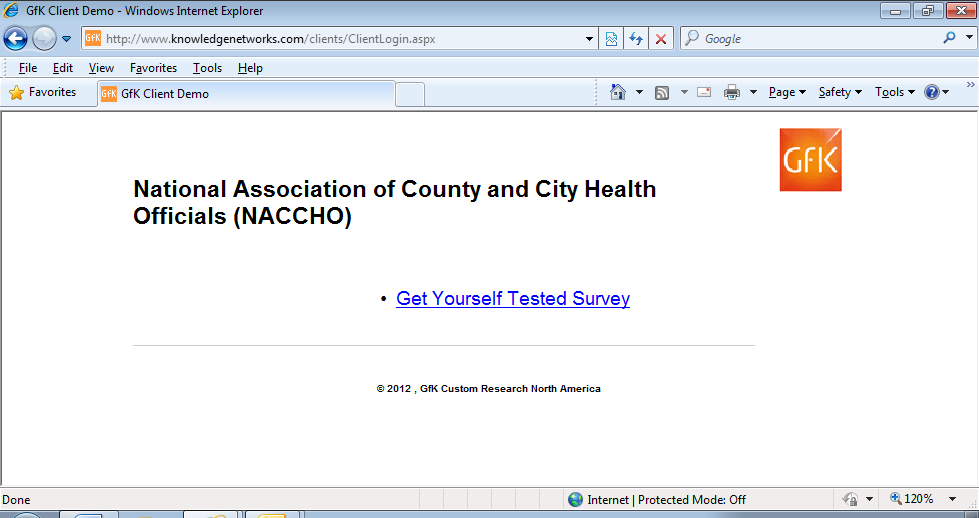 GfK Client Demo - Windows Internet Explorer
GfK http://www.knowledgenetworks.com/clients/ClientLogin.aspx Google
File Edit View Favorites Tools Help
Favorites GfK GfK Client Demo Page Safety Tools
GfK
National Association of County and City Health
Officials (NACCHO)
• Get Yourself Tested Survey
© 2012 , GfK Custom Research North America
Done Internet | Protected Mode: Off 120%